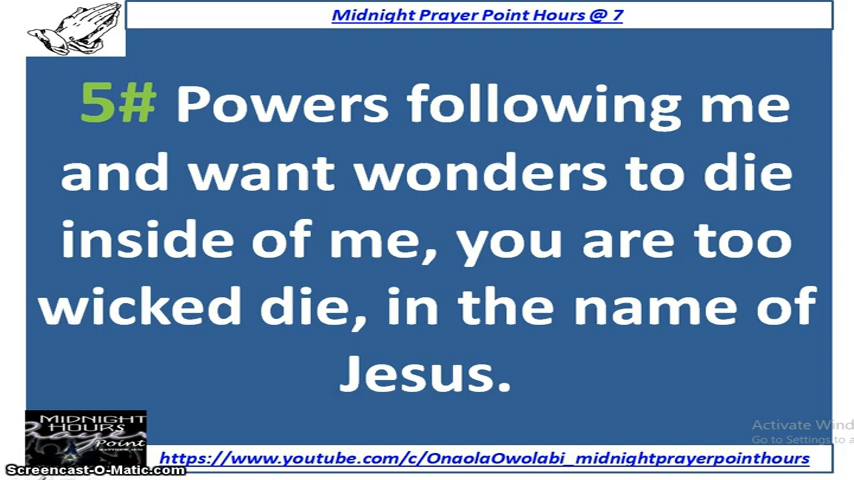 Midnight Prayer Point Hours @ 7
5# Powers following me
and want wonders to die
inside of me, you are too
wicked die, in the name of
Jesus.
MIDNIGHT
HOURS
Prayer
Point
Activate Wind
Go to Settings to a
https://www.youtube.com/c/OnaolaOwolabi_midnightprayerpointhours
Screencast-O-Matic.com